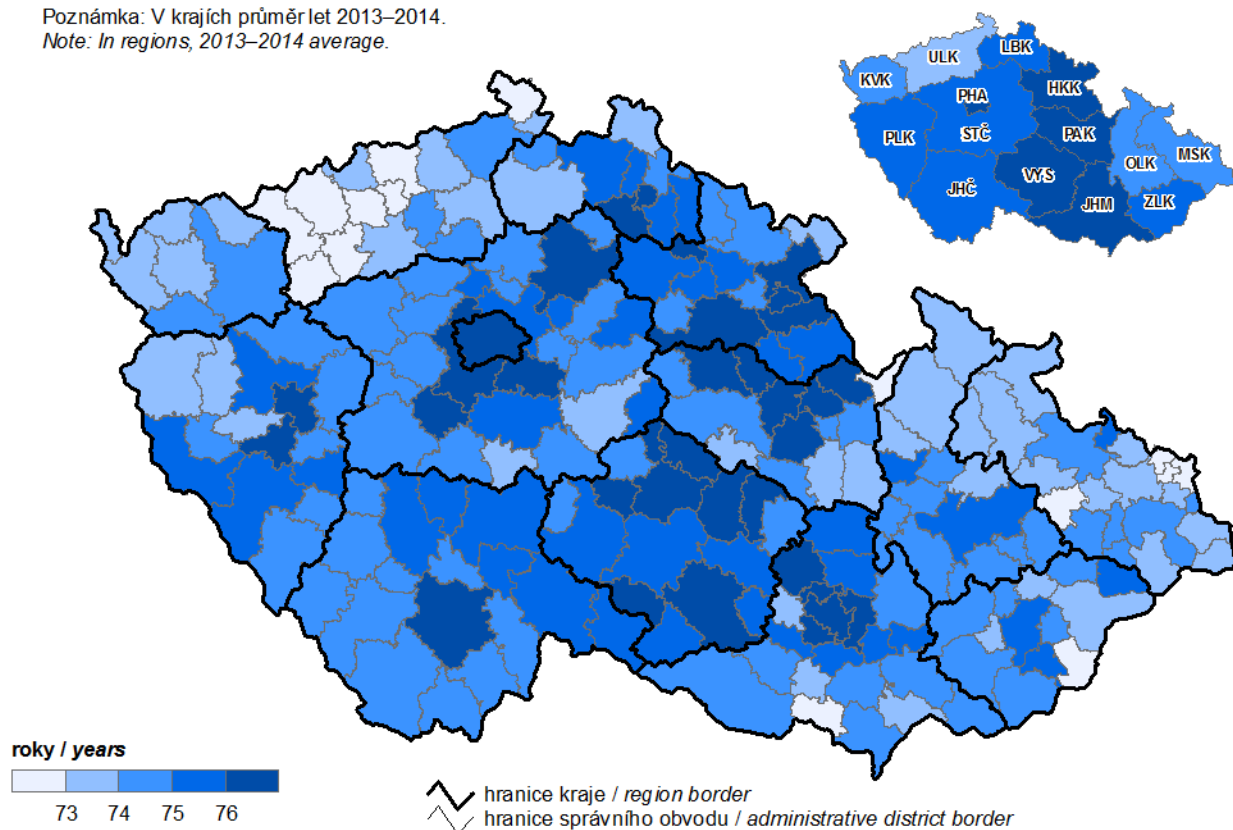 Poznámka: V krajích průměr let 2013–2014.
Note: In regions, 2013–2014 average.
LBK
ULK
KVK
HKK
PHA
PLK
STČ
PAK
MSK
OLK
VYS
JHČ
ZLK
JHM
roky / years
73 74 75 76
hranice kraje / region border
hranice správního obvodu / administrative district border